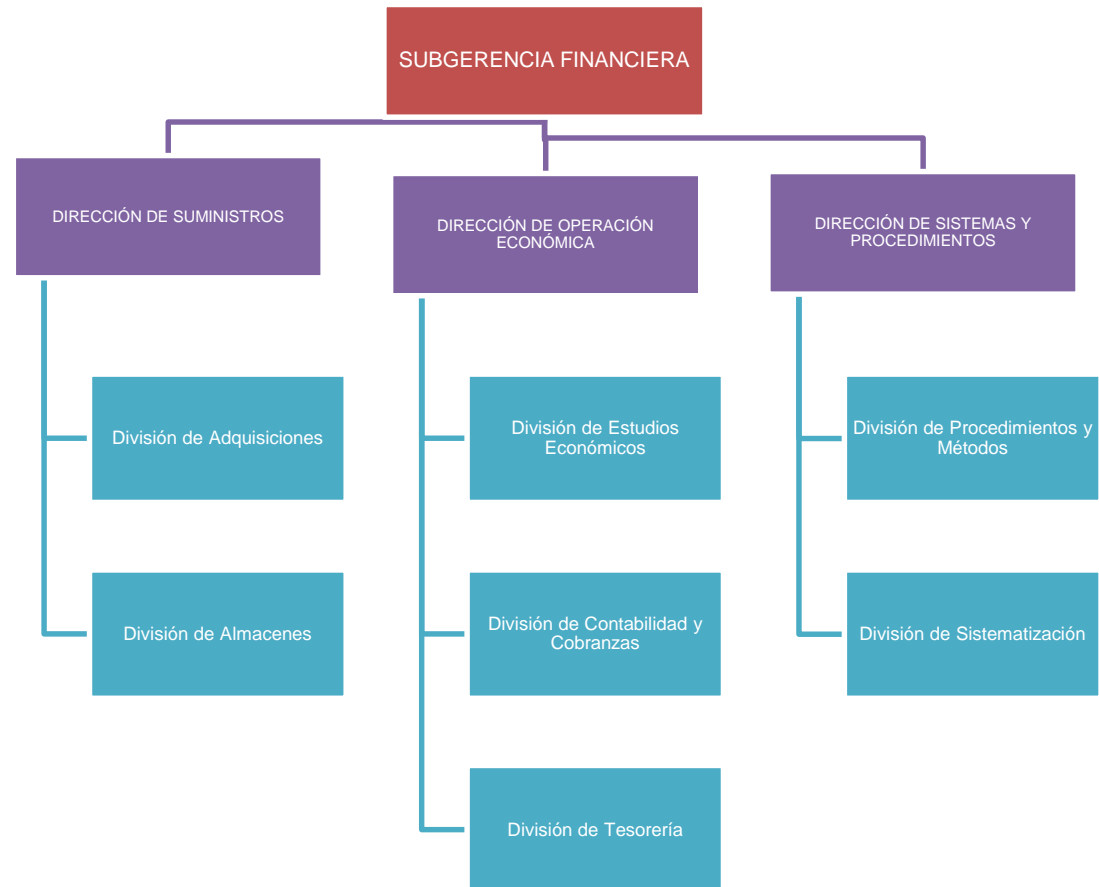 SUBGERENCIA FINANCIERA
DIRECCIÓN DE SUMINISTROS
DIRECCIÓN DE OPERACIÓN
ECONÓMICA
DIRECCIÓN DE SISTEMAS Y
PROCEDIMIENTOS
División de Adquisiciones
División de Estudios
Económicos
División de Procedimientos y
Métodos
División de Almacenes
División de Contabilidad y
Cobranzas
División de Sistematización
División de Tesorería